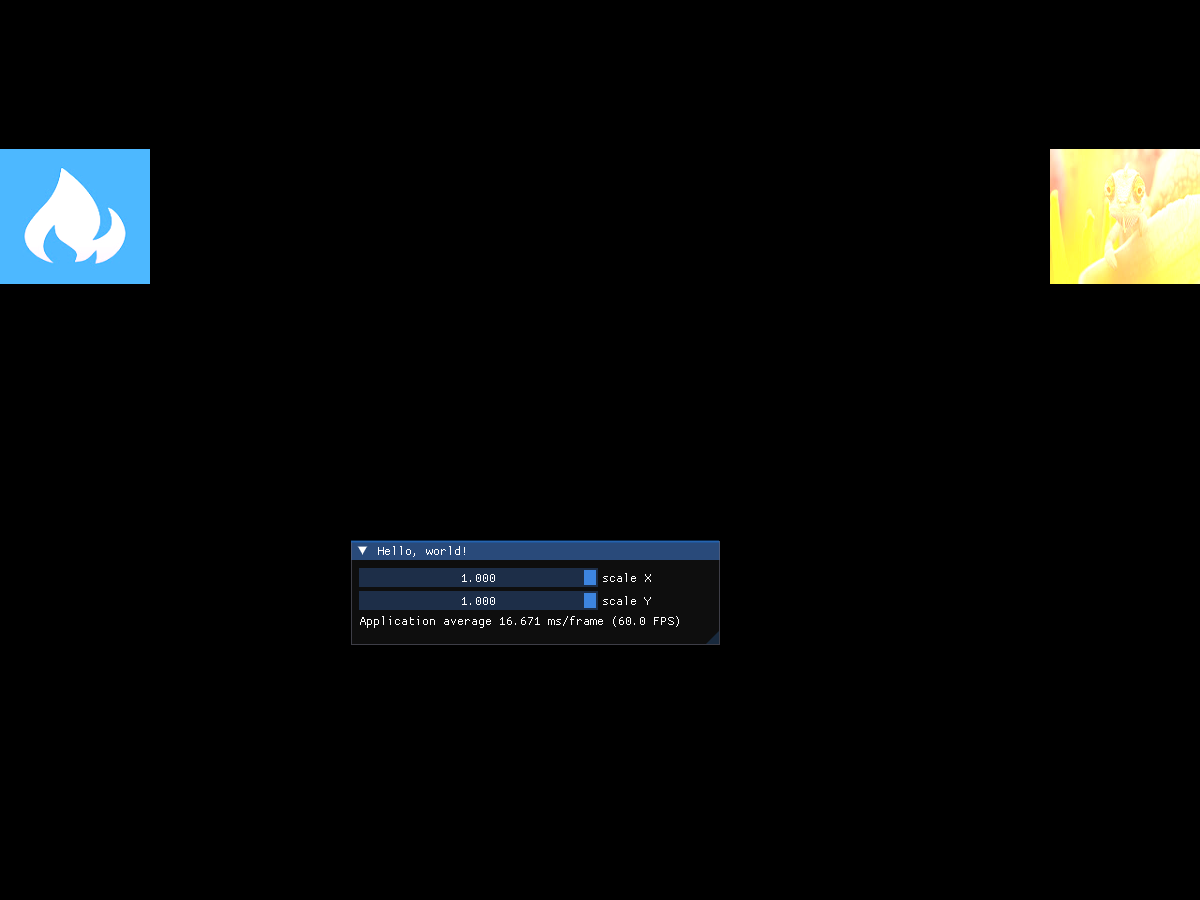 Hello, world!
1.000 scale X
1.000 scale Y
Application average 16.671 ms/frame (60.0 FPS)